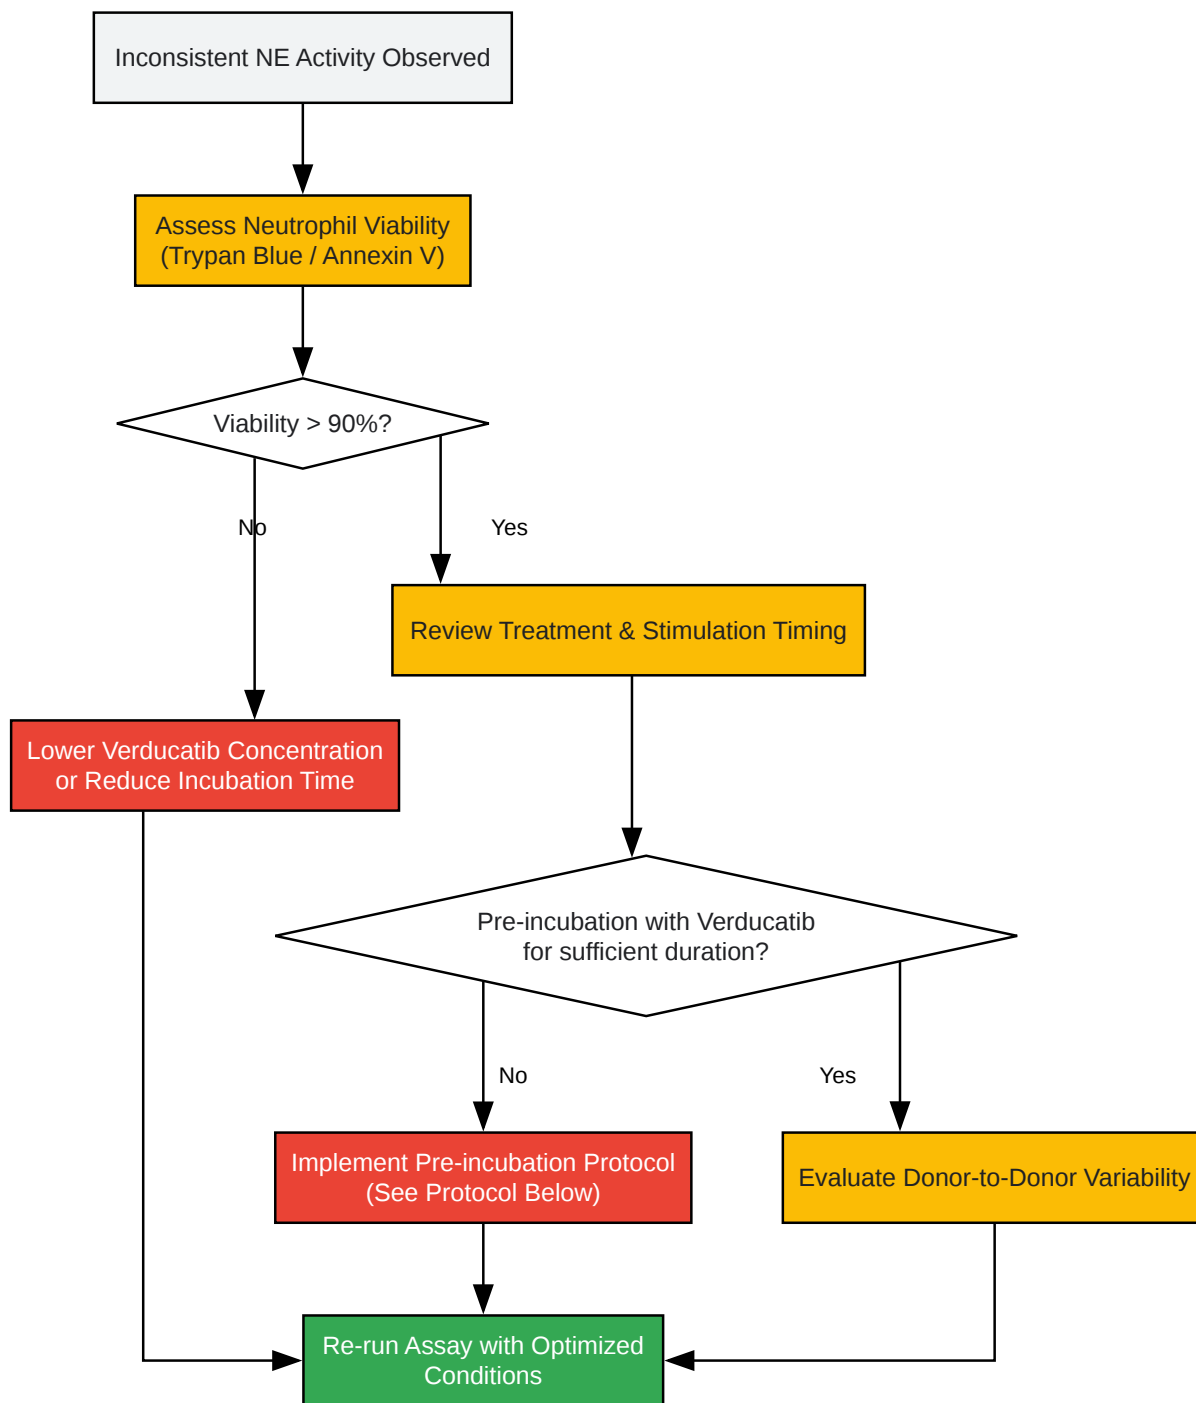 Inconsistent NE Activity Observed
Assess Neutrophil Viability
(Trypan Blue / Annexin V)
Viability > 90%?
No
Yes
Review Treatment & Stimulation Timing
Lower Verducatib Concentration
or Reduce Incubation Time
Pre-incubation with Verducatib
for sufficient duration?
No
Yes
Implement Pre-incubation Protocol
(See Protocol Below)
Evaluate Donor-to-Donor Variability
Re-run Assay with Optimized
Conditions